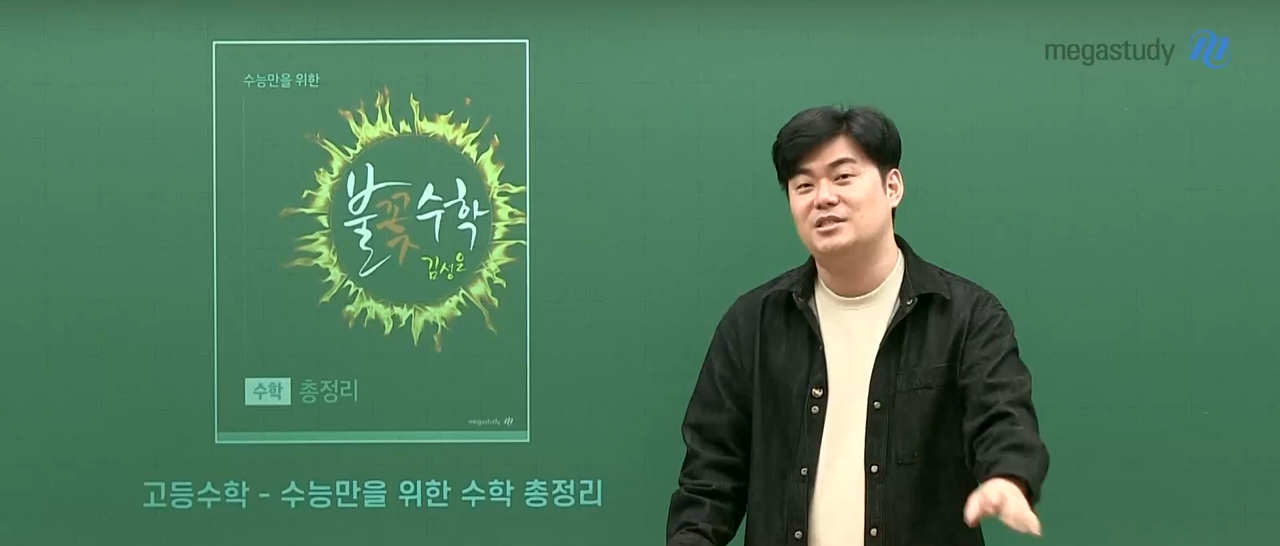 megastudy M
수능만을 위한
불꽃수학
김성은
수학 총정리
megastudy M
고등수학 - 수능만을 위한 수학 총정리